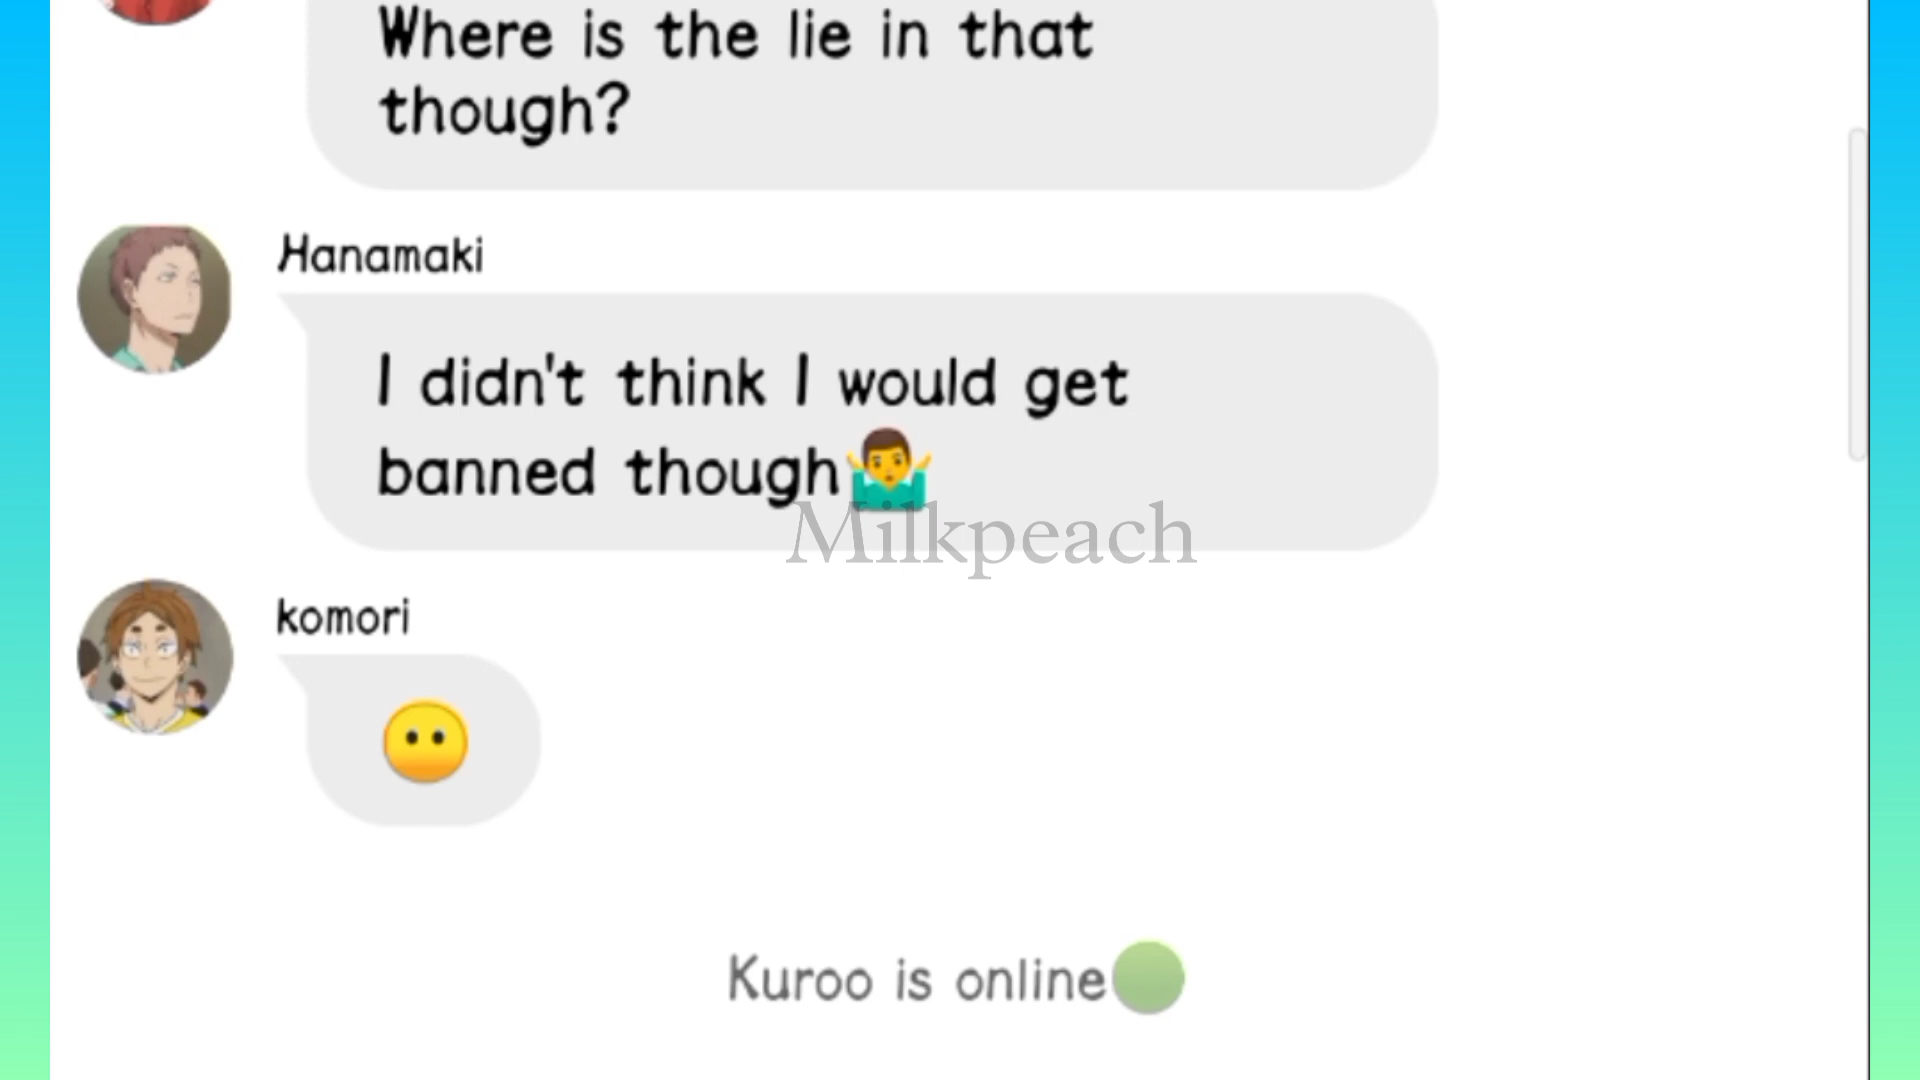 Where is the lie in that
though?
Hanamaki
I didn't think I would get
banned though🤷‍♂️
Milkpeach
komori
😶
Kuroo is online🟢